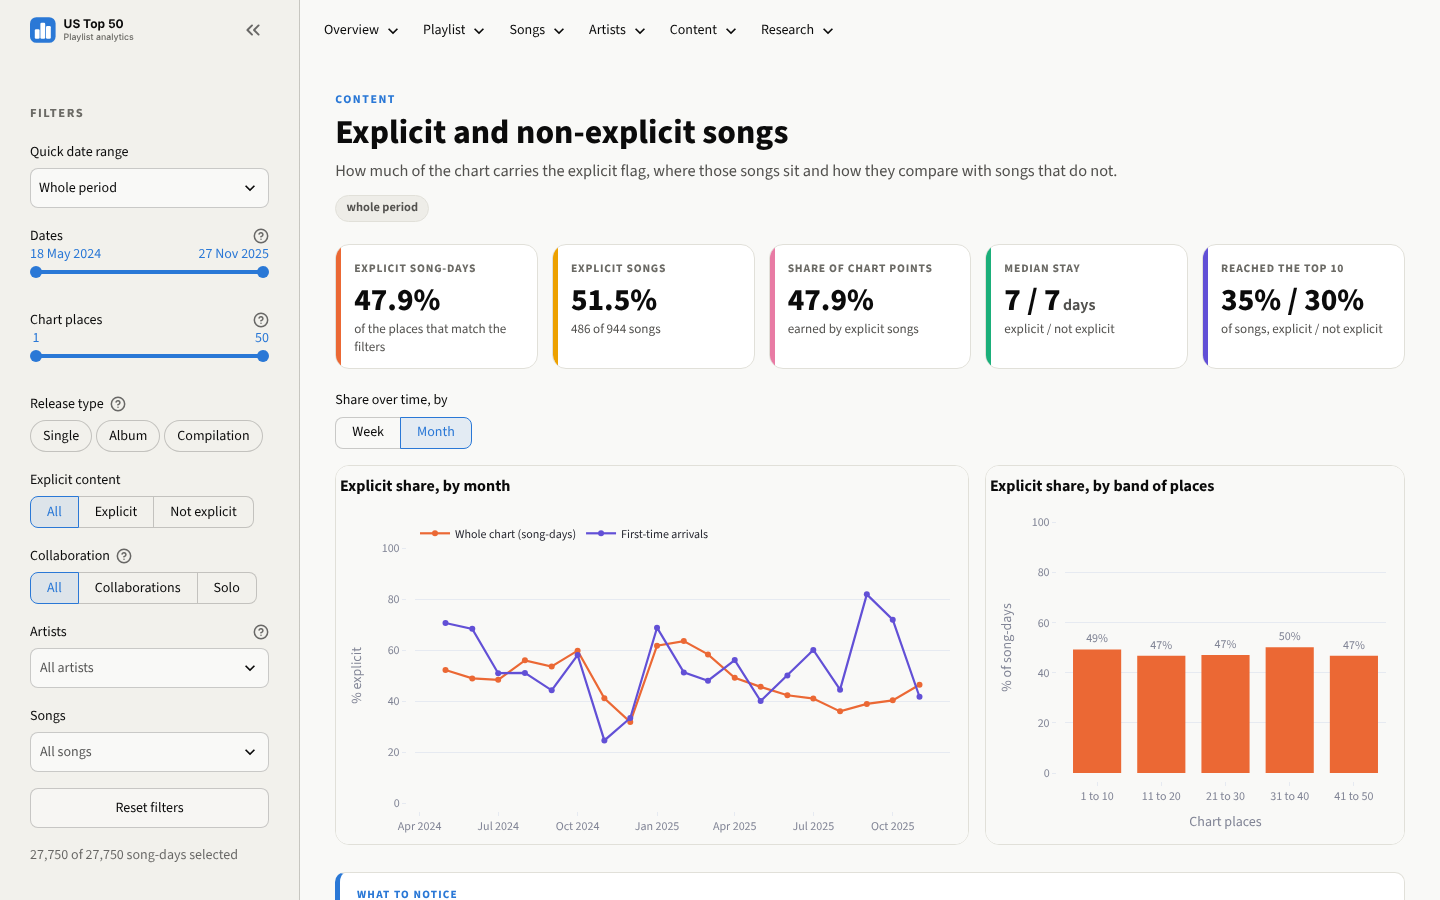 US Top 50
Playlist analytics
FILTERS
Quick date range
Whole period
Dates
18 May 2024 27 Nov 2025
Chart places
1 50
Release type
Single Album Compilation
Explicit content
All Explicit Not explicit
Collaboration
All Collaborations Solo
Artists
All artists
Songs
All songs
Reset filters
27,750 of 27,750 song-days selected
Overview Playlist Songs Artists Content Research
CONTENT
Explicit and non-explicit songs
How much of the chart carries the explicit flag, where those songs sit and how they compare with songs that do not.
whole period
EXPLICIT SONG-DAYS
47.9%
of the places that match the
filters
EXPLICIT SONGS
51.5%
486 of 944 songs
SHARE OF CHART POINTS
47.9%
earned by explicit songs
MEDIAN STAY
7 / 7 days
explicit / not explicit
REACHED THE TOP 10
35% / 30%
of songs, explicit / not explicit
Share over time, by
Week Month
Explicit share, by month
Whole chart (song-days) First-time arrivals
% explicit
100
80
60
40
20
0
Apr 2024 Jul 2024 Oct 2024 Jan 2025 Apr 2025 Jul 2025 Oct 2025
Explicit share, by band of places
% of song-days
100
80
60
40
20
0
49% 47% 47% 50% 47%
1 to 10 11 to 20 21 to 30 31 to 40 41 to 50
Chart places
WHAT TO NOTICE